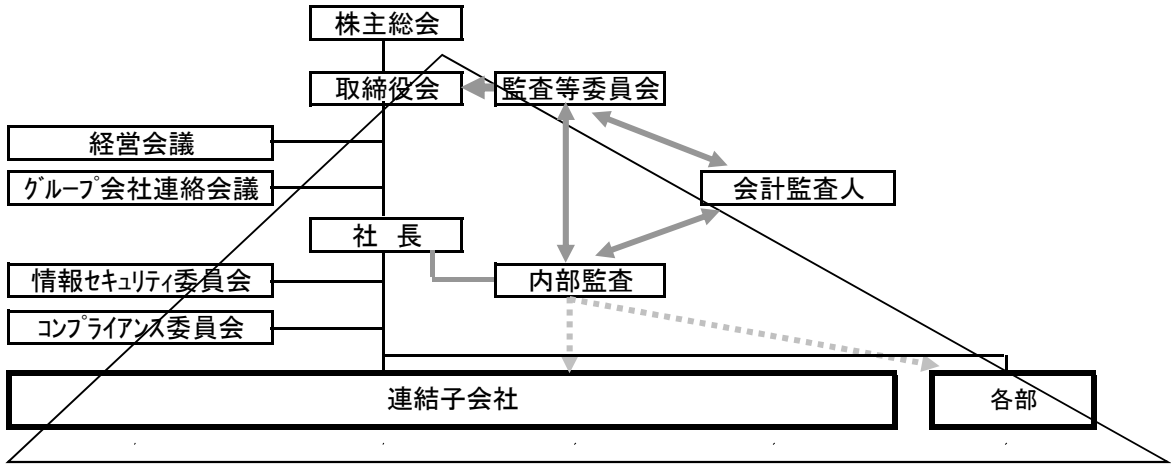 株主総会
取締役会
監査等委員会
経営会議
ｸﾞﾙｰﾌﾟ会社連絡会議
会計監査人
社　長
情報ｾｷｭﾘﾃｨ委員会
内部監査
ｺﾝﾌﾟﾗｲｱﾝｽ委員会
連結子会社
各部